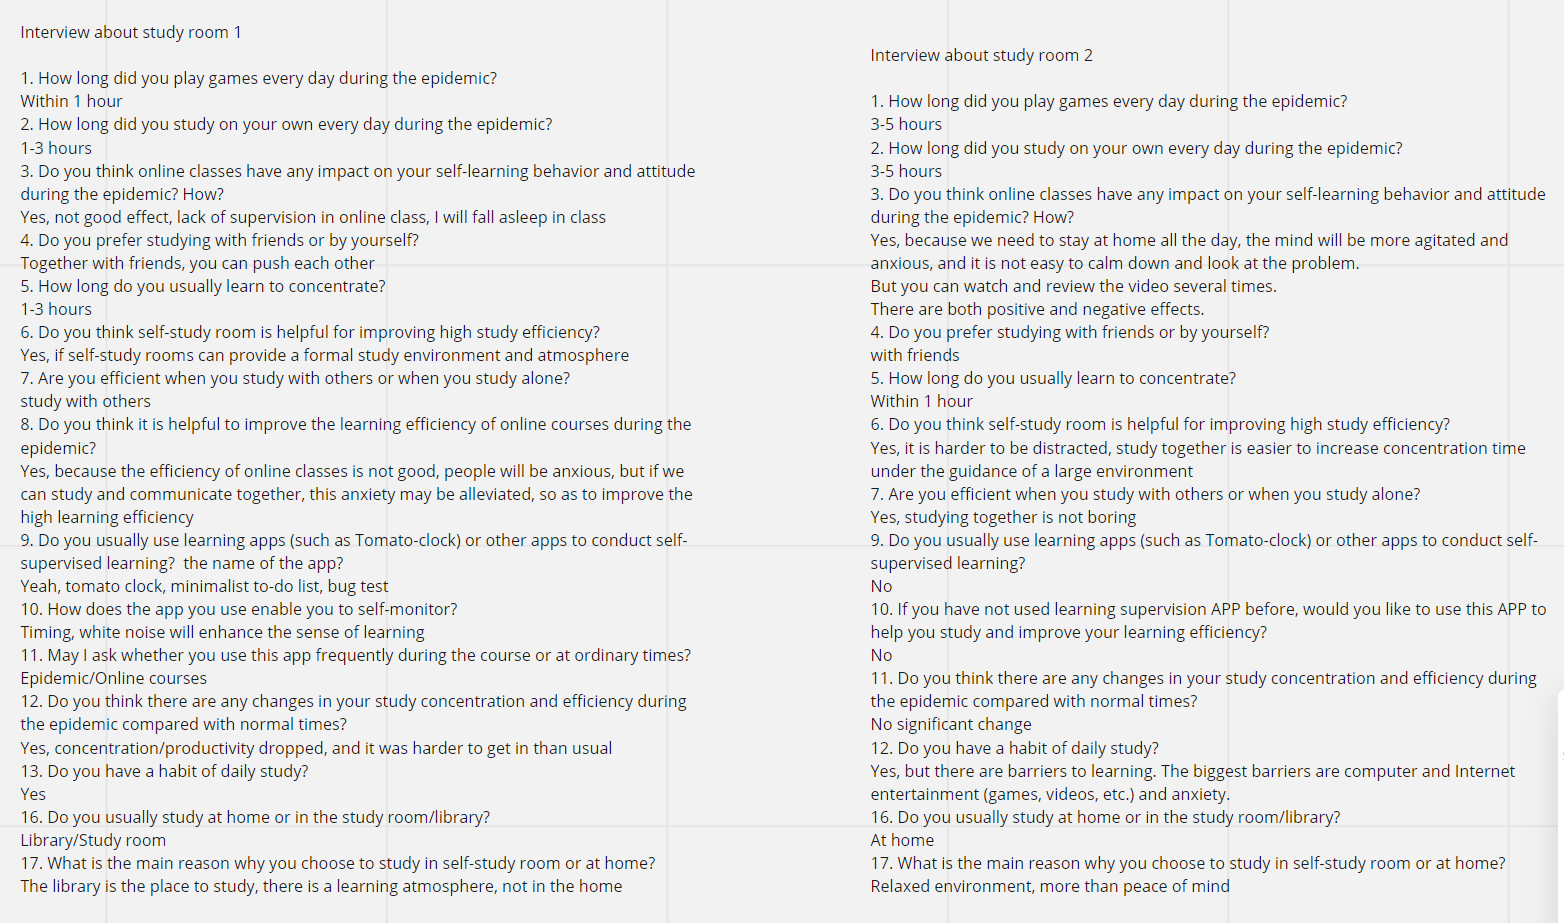 Interview about study room 1
1. How long did you play games every day during the epidemic?
Within 1 hour
2. How long did you study on your own every day during the epidemic?
1-3 hours
3. Do you think online classes have any impact on your self-learning behavior and attitude
during the epidemic? How?
Yes, not good effect, lack of supervision in online class, I will fall asleep in class
4. Do you prefer studying with friends or by yourself?
Together with friends, you can push each other
5. How long do you usually learn to concentrate?
1-3 hours
6. Do you think self-study room is helpful for improving high study efficiency?
Yes, if self-study rooms can provide a formal study environment and atmosphere
7. Are you efficient when you study with others or when you study alone?
study with others
8. Do you think it is helpful to improve the learning efficiency of online courses during the
epidemic?
Yes, because the efficiency of online classes is not good, people will be anxious, but if we
can study and communicate together, this anxiety may be alleviated, so as to improve the
high learning efficiency
9. Do you usually use learning apps (such as Tomato-clock) or other apps to conduct self-
supervised learning?  the name of the app?
Yeah, tomato clock, minimalist to-do list, bug test
10. How does the app you use enable you to self-monitor?
Timing, white noise will enhance the sense of learning
11. May I ask whether you use this app frequently during the course or at ordinary times?
Epidemic/Online courses
12. Do you think there are any changes in your study concentration and efficiency during
the epidemic compared with normal times?
Yes, concentration/productivity dropped, and it was harder to get in than usual
13. Do you have a habit of daily study?
Yes
16. Do you usually study at home or in the study room/library?
Library/Study room
17. What is the main reason why you choose to study in self-study room or at home?
The library is the place to study, there is a learning atmosphere, not in the home
Interview about study room 2
1. How long did you play games every day during the epidemic?
3-5 hours
2. How long did you study on your own every day during the epidemic?
3-5 hours
3. Do you think online classes have any impact on your self-learning behavior and attitude
during the epidemic? How?
Yes, because we need to stay at home all the day, the mind will be more agitated and
anxious, and it is not easy to calm down and look at the problem.
But you can watch and review the video several times.
There are both positive and negative effects.
4. Do you prefer studying with friends or by yourself?
with friends
5. How long do you usually learn to concentrate?
Within 1 hour
6. Do you think self-study room is helpful for improving high study efficiency?
Yes, it is harder to be distracted, study together is easier to increase concentration time
under the guidance of a large environment
7. Are you efficient when you study with others or when you study alone?
Yes, studying together is not boring
9. Do you usually use learning apps (such as Tomato-clock) or other apps to conduct self-
supervised learning?
No
10. If you have not used learning supervision APP before, would you like to use this APP to
help you study and improve your learning efficiency?
No
11. Do you think there are any changes in your study concentration and efficiency during
the epidemic compared with normal times?
No significant change
12. Do you have a habit of daily study?
Yes, but there are barriers to learning. The biggest barriers are computer and Internet
entertainment (games, videos, etc.) and anxiety.
16. Do you usually study at home or in the study room/library?
At home
17. What is the main reason why you choose to study in self-study room or at home?
Relaxed environment, more than peace of mind